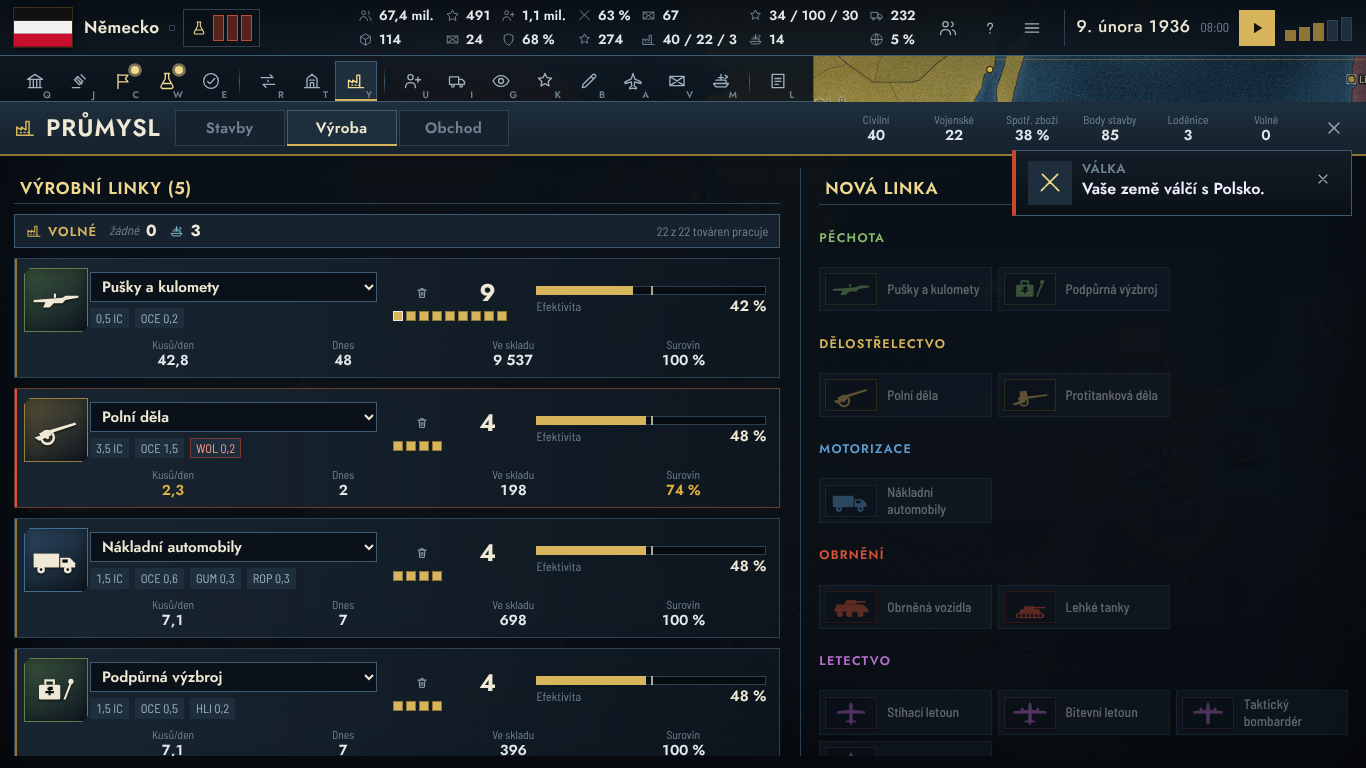 Německo
67,4 mil. 491 1,1 mil. 63 % 67 34 / 100 / 30 232
114 24 68 % 274 40 / 22 / 3 14 5 %
? 9. února 1936 08:00
Q J C W E R T Y U I G K B A V M L
PRŮMYSL
Stavby Výroba Obchod
Civilní 40
Vojenské 22
Spotř. zboží 38 %
Body stavby 85
Loděnice 3
Volné 0
VÁLKA
Vaše země válčí s Polskem.
VÝROBNÍ LINKY (5)
VOLNÉ žádné 0 3 22 z 22 továren pracuje
Pušky a kulomety 9
0,5 IC OCE 0,2
Efektivita 42 %
Kusů/den Dnes Ve skladu Surovin
42,8 48 9 537 100 %
Polní děla 4
3,5 IC OCE 1,5 WOL 0,2
Efektivita 48 %
Kusů/den Dnes Ve skladu Surovin
2,3 2 198 74 %
Nákladní automobily 4
1,5 IC OCE 0,6 GUM 0,3 ROP 0,3
Efektivita 48 %
Kusů/den Dnes Ve skladu Surovin
7,1 7 698 100 %
Podpůrná výzbroj 4
1,5 IC OCE 0,5 HLI 0,2
Efektivita 48 %
Kusů/den Dnes Ve skladu Surovin
7,1 7 396 100 %
NOVÁ LINKA
PĚCHOTA
Pušky a kulomety Podpůrná výzbroj
DĚLOSTŘELECTVO
Polní děla Protitanková děla
MOTORIZACE
Nákladní
automobily
OBRNĚNÍ
Obrněná vozidla Lehké tanky
LETECTVO
Stíhací letoun Bitevní letoun Taktický
bombardér